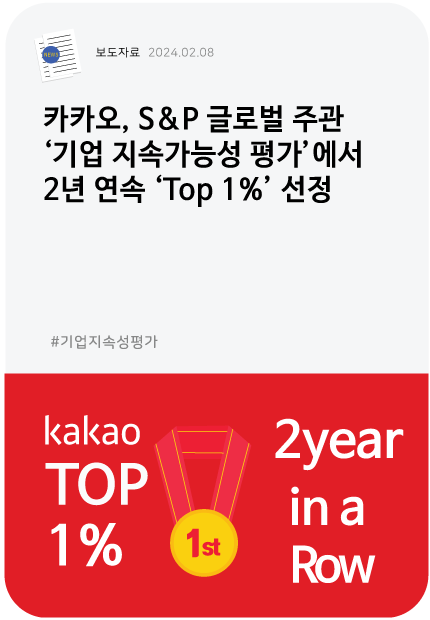 NEWS
보도자료 2024.02.08
카카오, S&P 글로벌 주관
‘기업 지속가능성 평가’에서
2년 연속 ‘Top 1%’ 선정
#기업지속성평가
kakao
TOP
1%
1st
2year
in a
Row